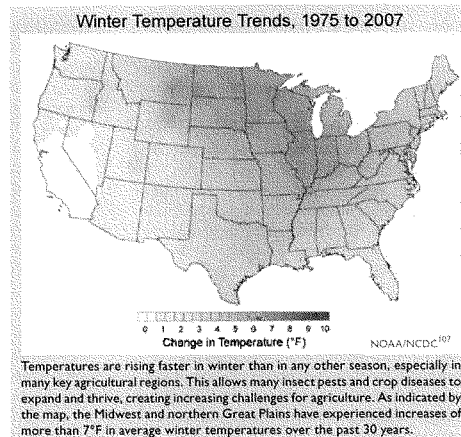 Winter Temperature Trends, 1975 to 2007
0 1 2 3 4 5 6 7 8 9 10
Change in Temperature (°F)
NOAA/NCDC¹⁰⁷
Temperatures are rising faster in winter than in any other season, especially in
many key agricultural regions. This allows many insect pests and crop diseases to
expand and thrive, creating increasing challenges for agriculture. As indicated by
the map, the Midwest and northern Great Plains have experienced increases of
more than 7°F in average winter temperatures over the past 30 years.